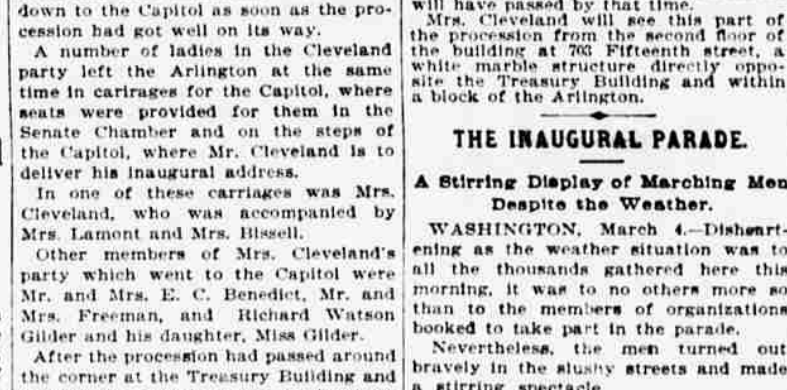 down to the Capitol as soon as the pro-
cession had got well on its way.
A number of ladies in the Cleveland
party left the Arlington at the same
time in carirages for the Capitol, where
seats were provided for them in the
Senate Chamber and on the steps of
the Capitol, where Mr. Cleveland is to
deliver his inaugural address.
In one of these carriages was Mrs.
Cleveland, who was accompanied by
Mrs. Lamont and Mrs. Bissell.
Other members of Mrs. Cleveland's
party which went to the Capitol were
Mr. and Mrs. E. C. Benedict, Mr. and
Mrs. Freeman, and Richard Watson
Gilder and his daughter, Miss Gilder.
After the procession had passed around
the corner at the Treasury Building and
will have passed by that time.
Mrs. Cleveland will see this part of
the procession from the second floor of
the building at 703 Fifteenth street, a
white marble structure directly oppo-
site the Treasury Building and within
a block of the Arlington.
THE INAUGURAL PARADE.
A Stirring Display of Marching Men
Despite the Weather.
WASHINGTON, March 4.—Disheart-
ening as the weather situation was to
all the thousands gathered here this
morning, it was to no others more so
than to the members of organizations
booked to take part in the parade.
Nevertheless, the men turned out
bravely in the slushy streets and made
a stirring spectacle